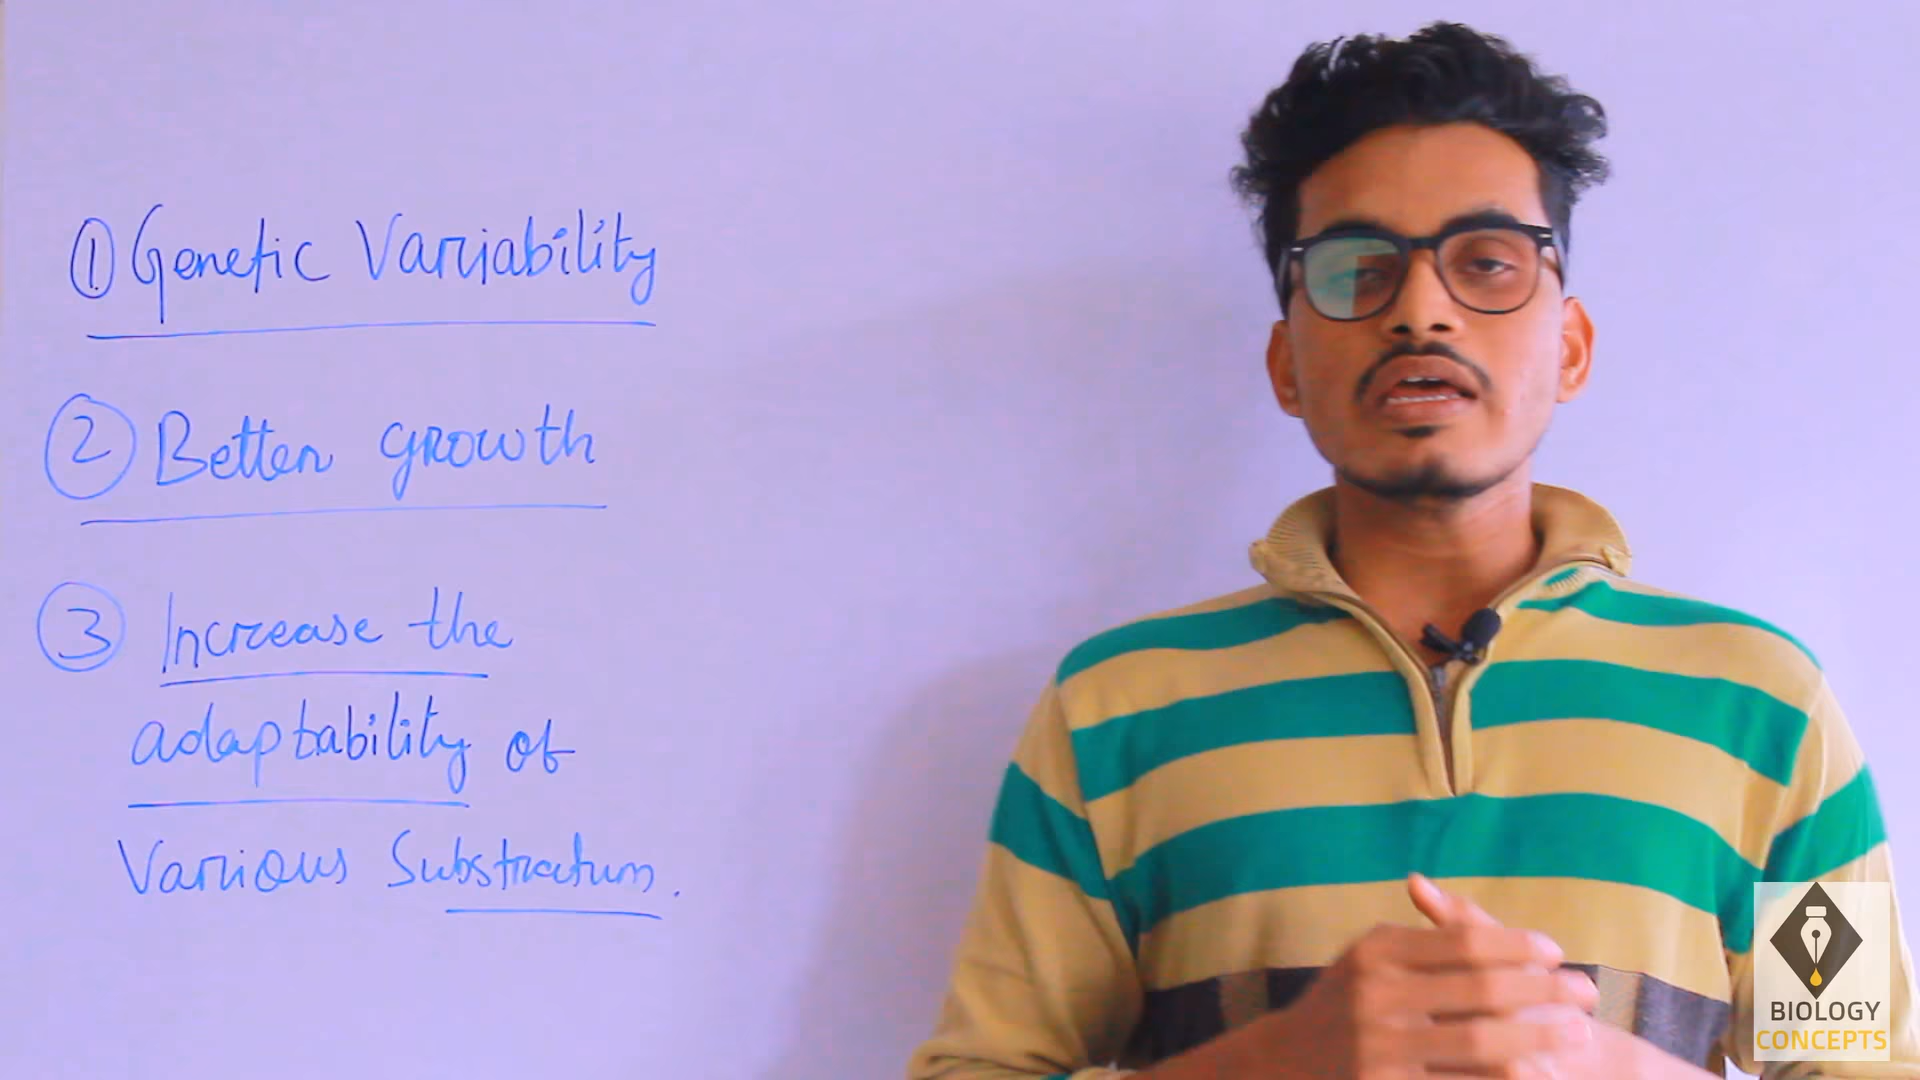 ① Genetic Variability
② Better growth
③ Increase the
adaptability of
Various Substratum.
BIOLOGY
CONCEPTS